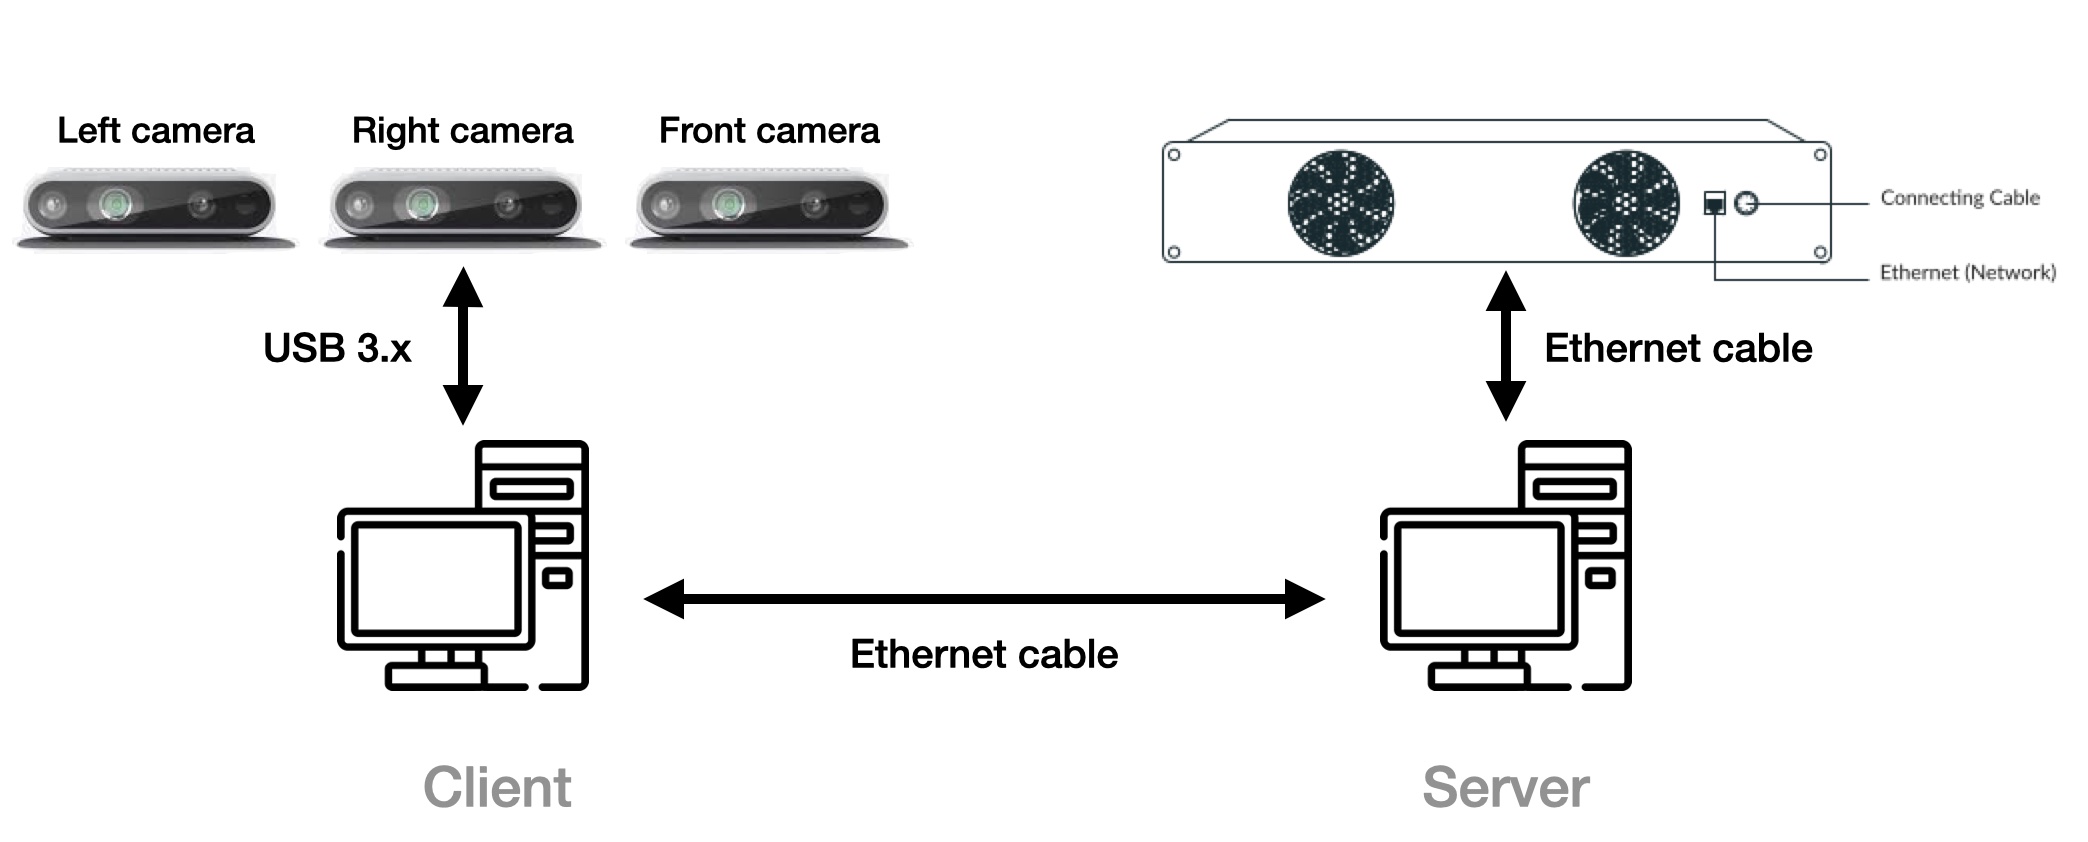 Left camera
Right camera
Front camera
Connecting Cable
Ethernet (Network)
USB 3.x
Ethernet cable
Ethernet cable
Client
Server